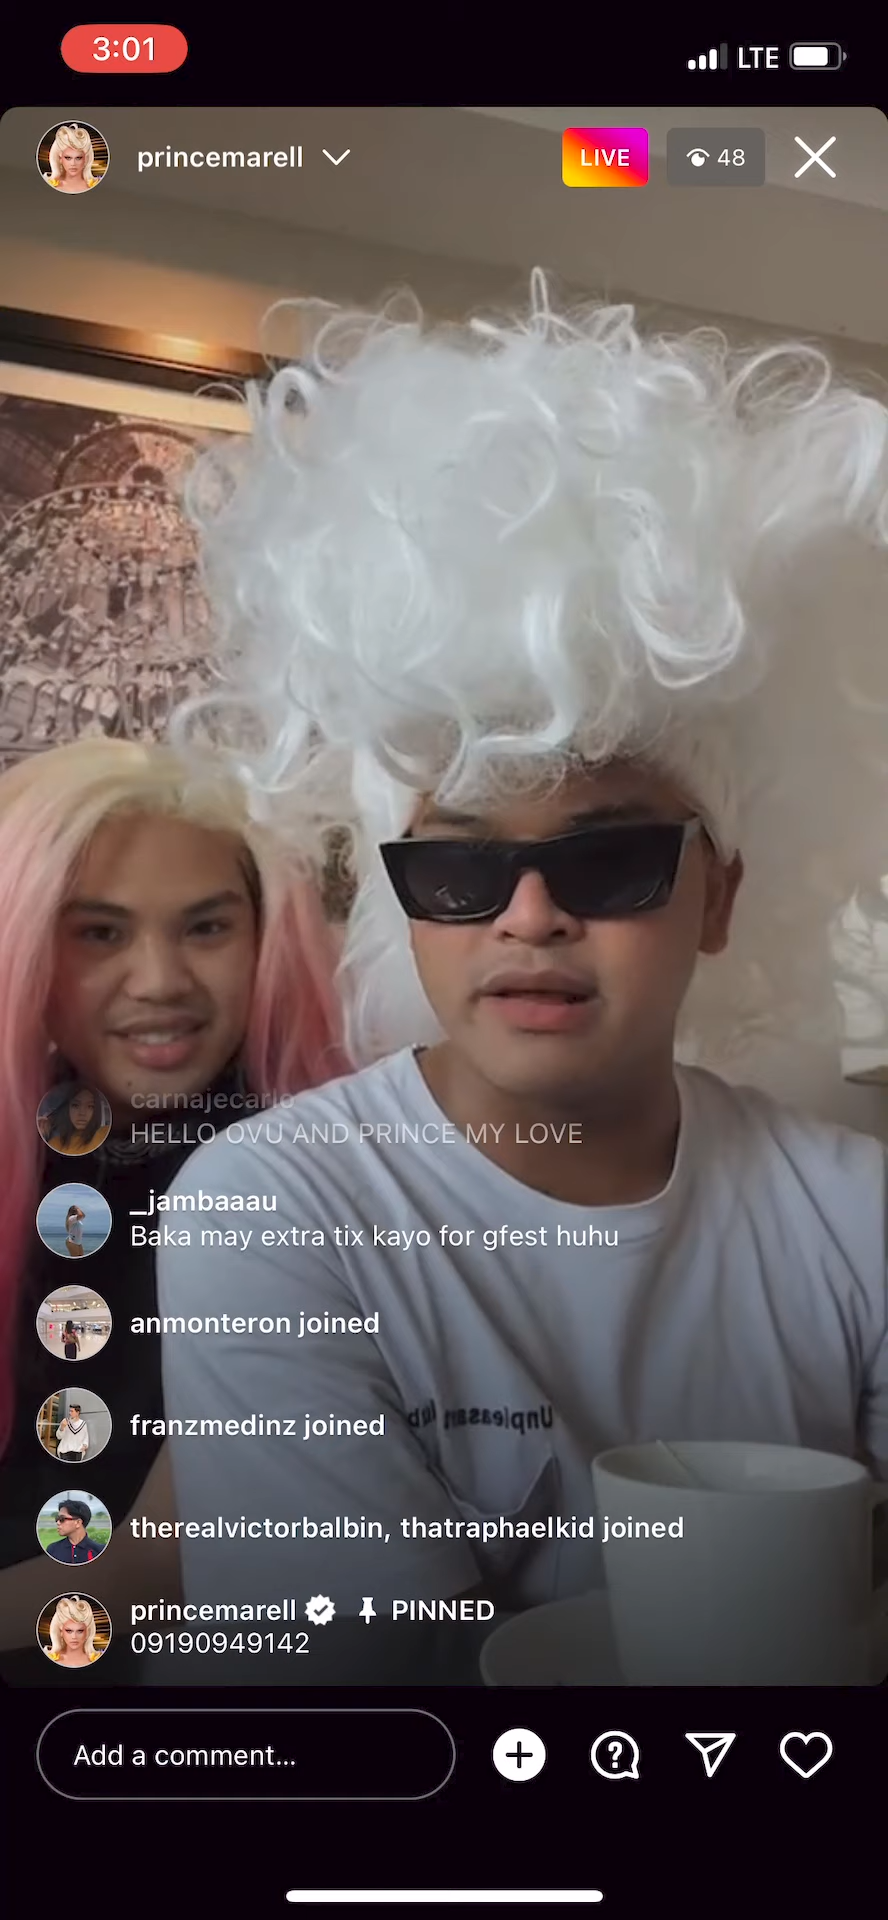 3:01
LTE
princemarell
LIVE
48
carnajecarlo
HELLO OVU AND PRINCE MY LOVE
_jambaaau
Baka may extra tix kayo for gfest huhu
anmonteron joined
franzmedinz joined
Unpleasant
therealvictorbalbin, thatraphaelkid joined
princemarell PINNED
09190949142
Add a comment...